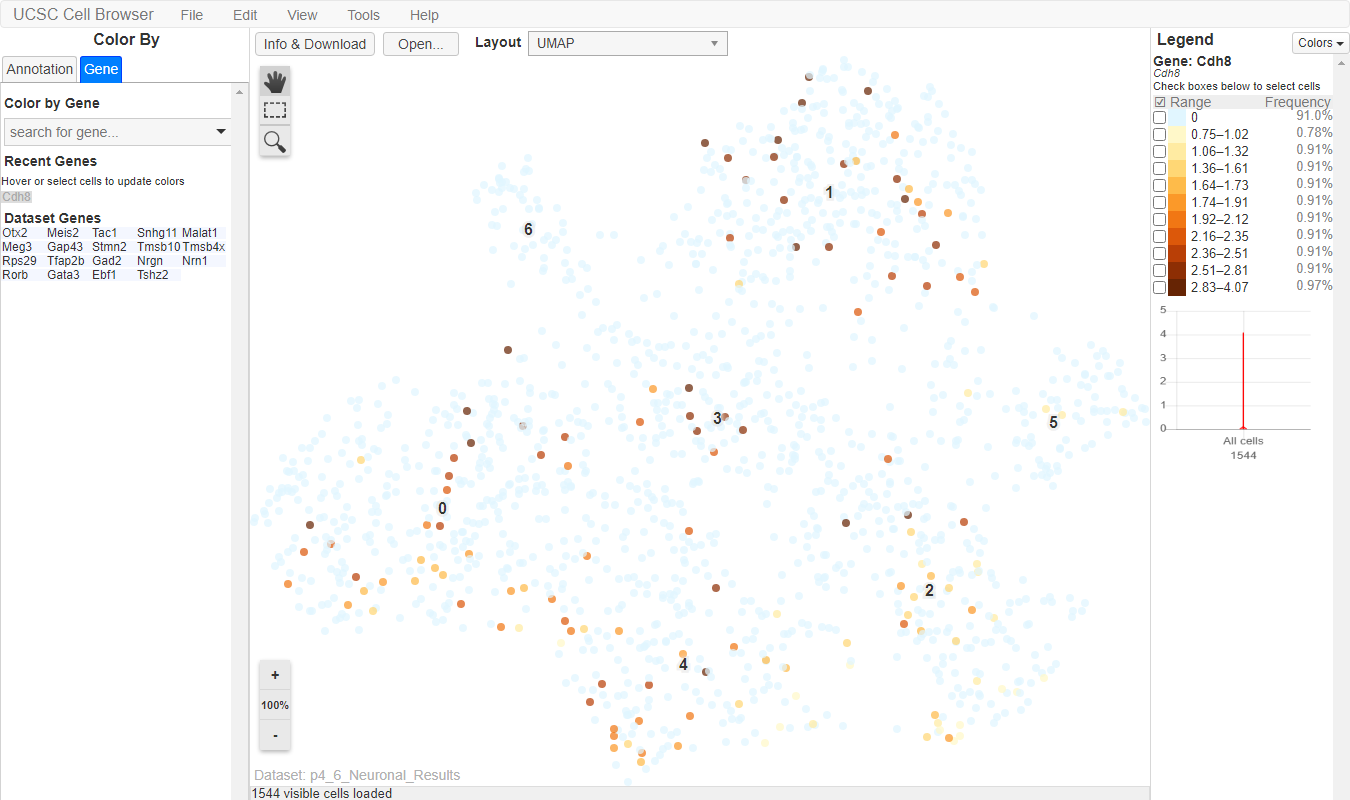 UCSC Cell Browser File Edit View Tools Help
Color By
Annotation Gene
Color by Gene
search for gene...
Recent Genes
Hover or select cells to update colors
Cdh8
Dataset Genes
Otx2 Meis2 Tac1 Snhg11 Malat1
Meg3 Gap43 Stmn2 Tmsb10 Tmsb4x
Rps29 Tfap2b Gad2 Nrgn Nrn1
Rorb Gata3 Ebf1 Tshz2
Info & Download Open... Layout UMAP
1
6
3
5
0
2
4
+
100%
-
Dataset: p4_6_Neuronal_Results
1544 visible cells loaded
Legend Colors
Gene: Cdh8
Cdh8
Check boxes below to select cells
Range Frequency
0 91.0%
0.75–1.02 0.78%
1.06–1.32 0.91%
1.36–1.61 0.91%
1.64–1.73 0.91%
1.74–1.91 0.91%
1.92–2.12 0.91%
2.16–2.35 0.91%
2.36–2.51 0.91%
2.51–2.81 0.91%
2.83–4.07 0.97%
5
4
3
2
1
0
All cells
1544